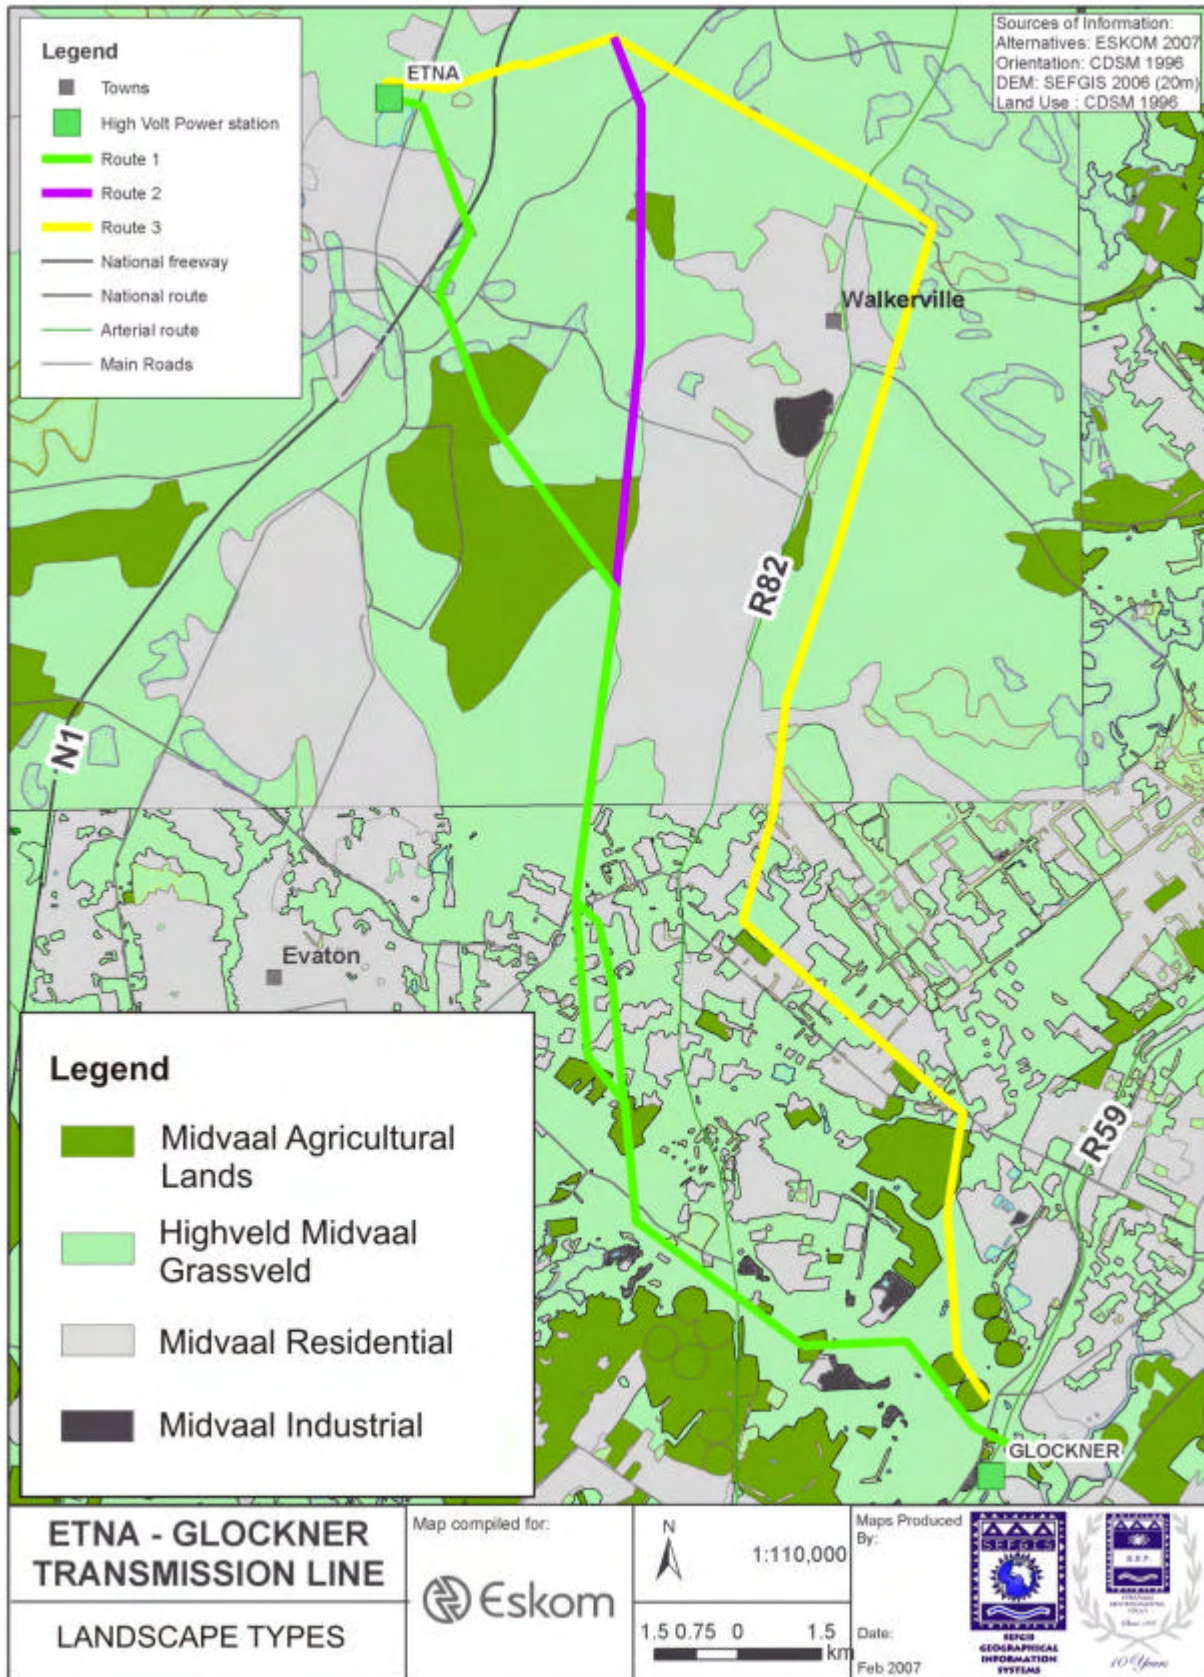 Legend
Towns
High Volt Power station
Route 1
Route 2
Route 3
National freeway
National route
Arterial route
Main Roads
Sources of Information:
Alternatives: ESKOM 2007
Orientation: CDSM 1996
DEM: SEFGIS 2006 (20m)
Land Use : CDSM 1996
ETNA
Walkerville
R82
N1
Evaton
R59
GLOCKNER
Legend
Midvaal Agricultural
Lands
Highveld Midvaal
Grassveld
Midvaal Residential
Midvaal Industrial
ETNA - GLOCKNER
TRANSMISSION LINE
LANDSCAPE TYPES
Map compiled for:
Eskom
N
1:110,000
1.5 0.75 0 1.5
km
Maps Produced
By:
Date:
Feb 2007
SEFGIS
SEFGIS
GEOGRAPHICAL
INFORMATION
SYSTEMS
10 Years